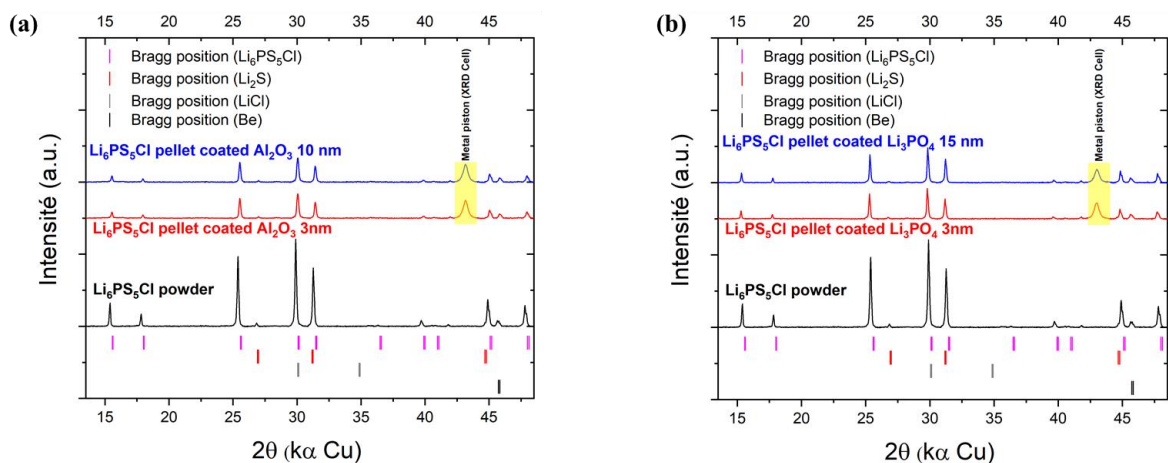 (a)
20 25 30 35 40 45
Bragg position (Li₆PS₅Cl)
Bragg position (Li₂S)
Bragg position (LiCl)
Bragg position (Be)
Metal piston (XRD Cell)
Li₆PS₅Cl pellet coated Al₂O₃ 10 nm
Li₆PS₅Cl pellet coated Al₂O₃ 3nm
Li₆PS₅Cl powder
Intensité (a.u.)
15 20 25 30 35 40 45
2θ (kα Cu)
(b)
20 25 30 35 40 45
Bragg position (Li₆PS₅Cl)
Bragg position (Li₂S)
Bragg position (LiCl)
Bragg position (Be)
Metal piston (XRD Cell)
Li₆PS₅Cl pellet coated Li₃PO₄ 15 nm
Li₆PS₅Cl pellet coated Li₃PO₄ 3nm
Li₆PS₅Cl powder
Intensité (a.u.)
15 20 25 30 35 40 45
2θ (kα Cu)